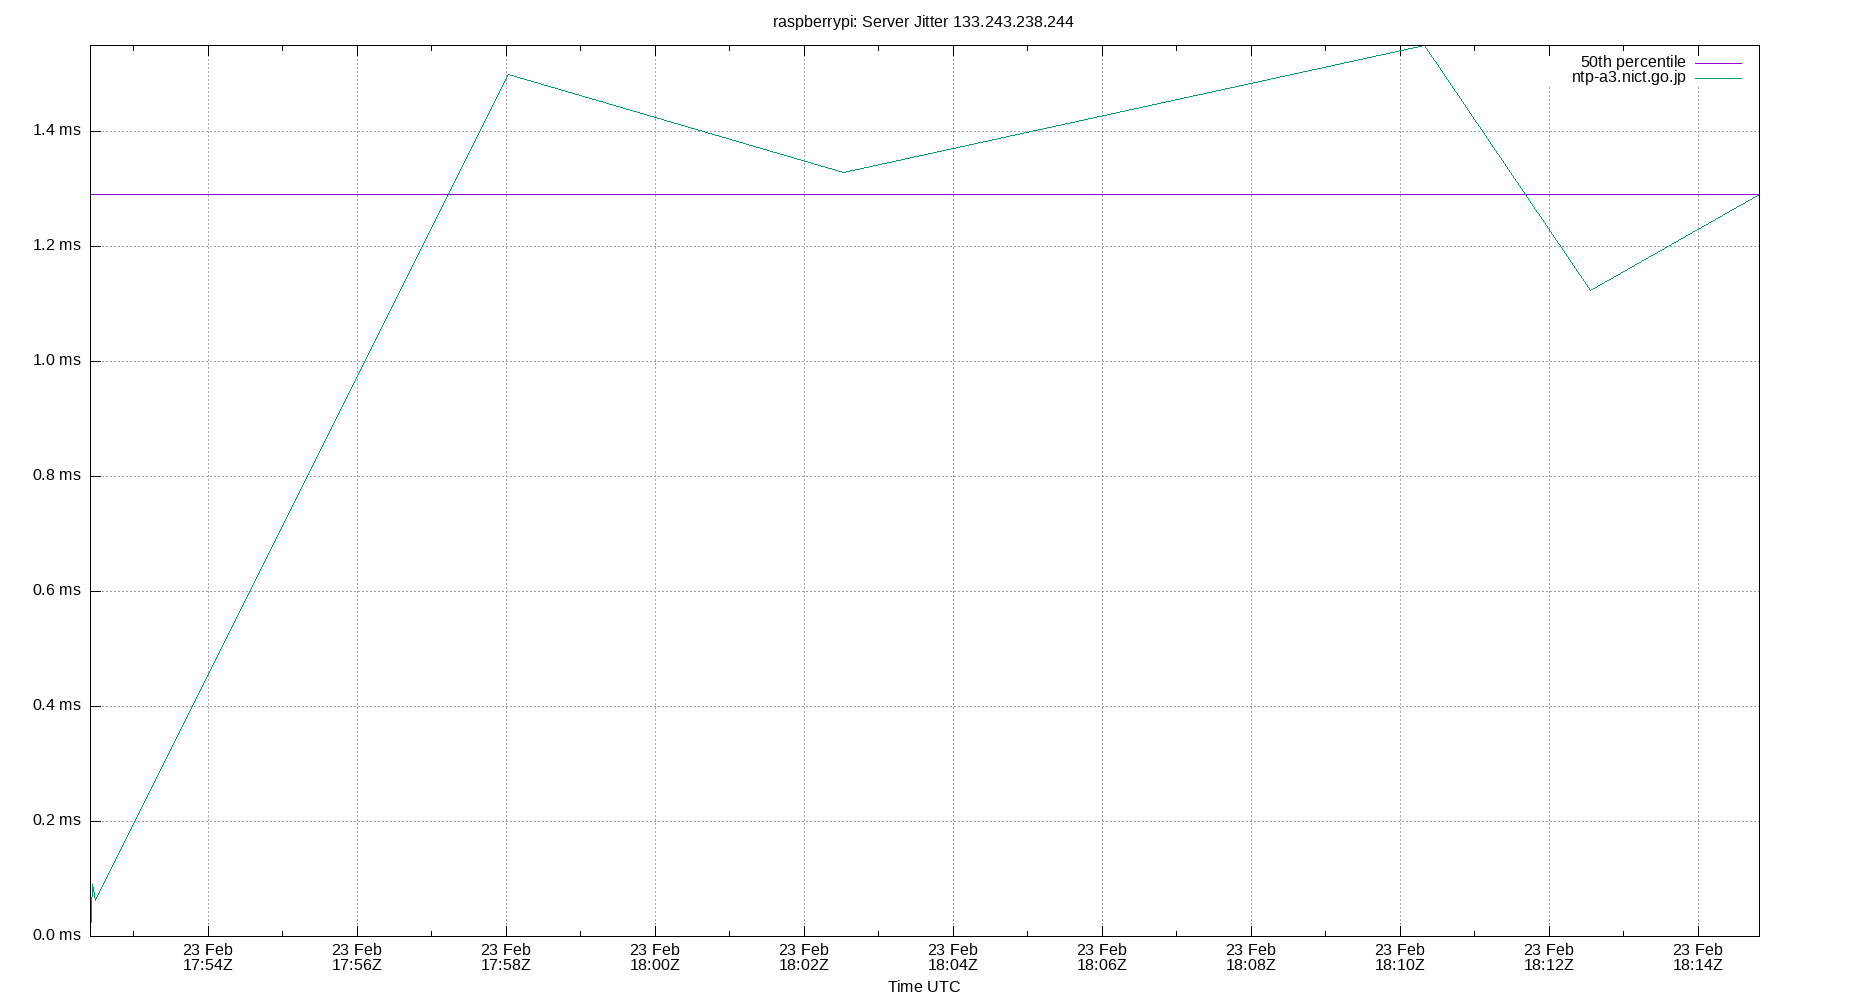 raspberrypi: Server Jitter 133.243.238.244
50th percentile
ntp-a3.nict.go.jp
1.4 ms
1.2 ms
1.0 ms
0.8 ms
0.6 ms
0.4 ms
0.2 ms
0.0 ms
23 Feb 23 Feb 23 Feb 23 Feb 23 Feb 23 Feb 23 Feb 23 Feb 23 Feb 23 Feb 23 Feb
17:54Z 17:56Z 17:58Z 18:00Z 18:02Z 18:04Z 18:06Z 18:08Z 18:10Z 18:12Z 18:14Z
Time UTC